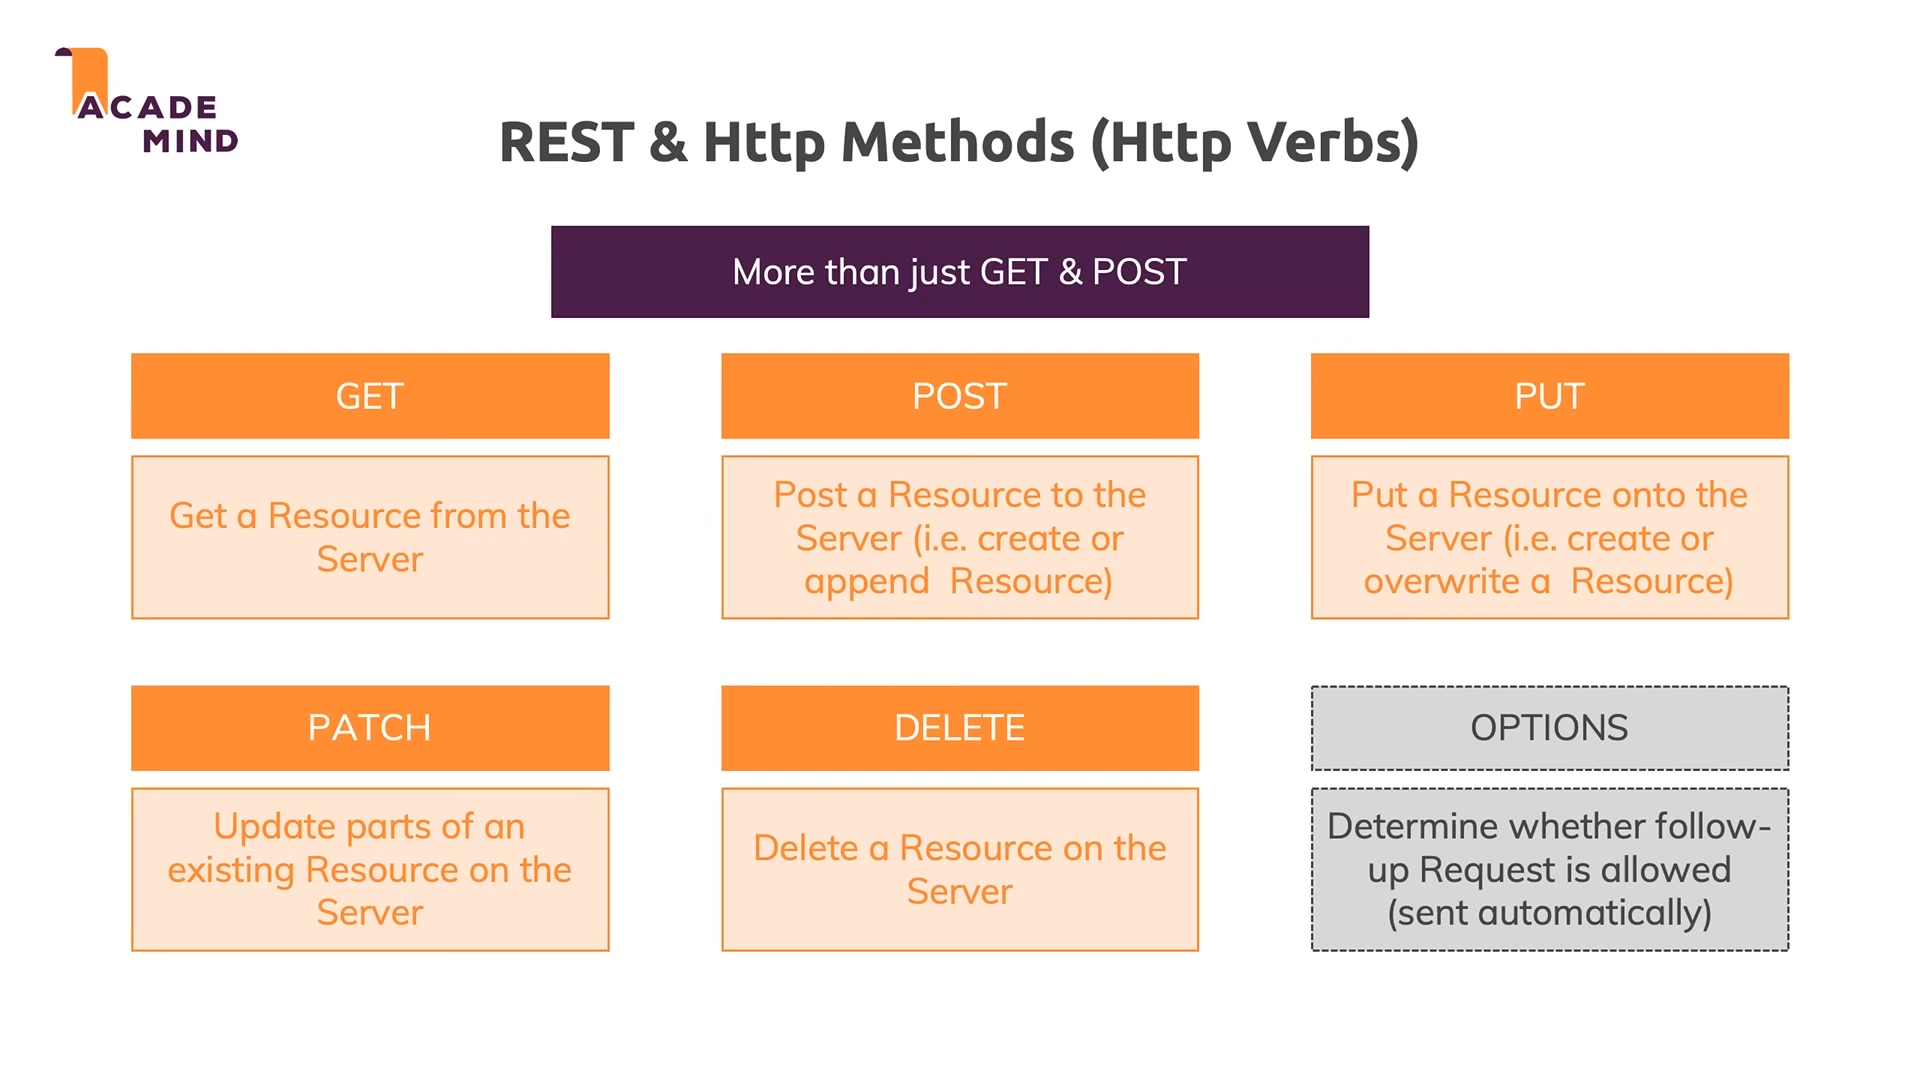 ACADE
MIND
REST & Http Methods (Http Verbs)
More than just GET & POST
GET
POST
PUT
Get a Resource from the
Server
Post a Resource to the
Server (i.e. create or
append  Resource)
Put a Resource onto the
Server (i.e. create or
overwrite a  Resource)
PATCH
DELETE
OPTIONS
Update parts of an
existing Resource on the
Server
Delete a Resource on the
Server
Determine whether follow-
up Request is allowed
(sent automatically)